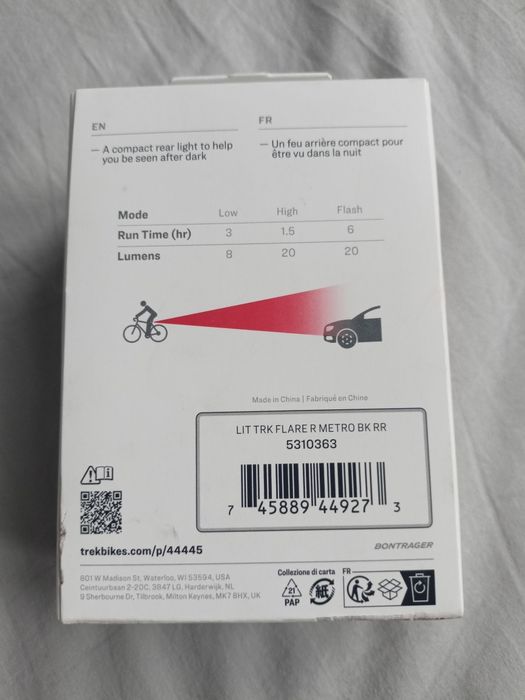 EN
— A compact rear light to help
you be seen after dark
FR
— Un feu arrière compact pour
être vu dans la nuit
Mode Low High Flash
Run Time (hr) 3 1.5 6
Lumens 8 20 20
Made in China | Fabriqué en Chine
LIT TRK FLARE R METRO BK RR
5310363
7 45889 44927 3
trekbikes.com/p/44445
BONTRAGER
801 W Madison St, Waterloo, WI 53594, USA
Ceintuurbaan 2-20C, 3847 LG, Harderwijk, NL
9 Sherbourne Dr, Tilbrook, Milton Keynes, MK7 8HX, UK
Collezione di carta
21
PAP
紙
FR